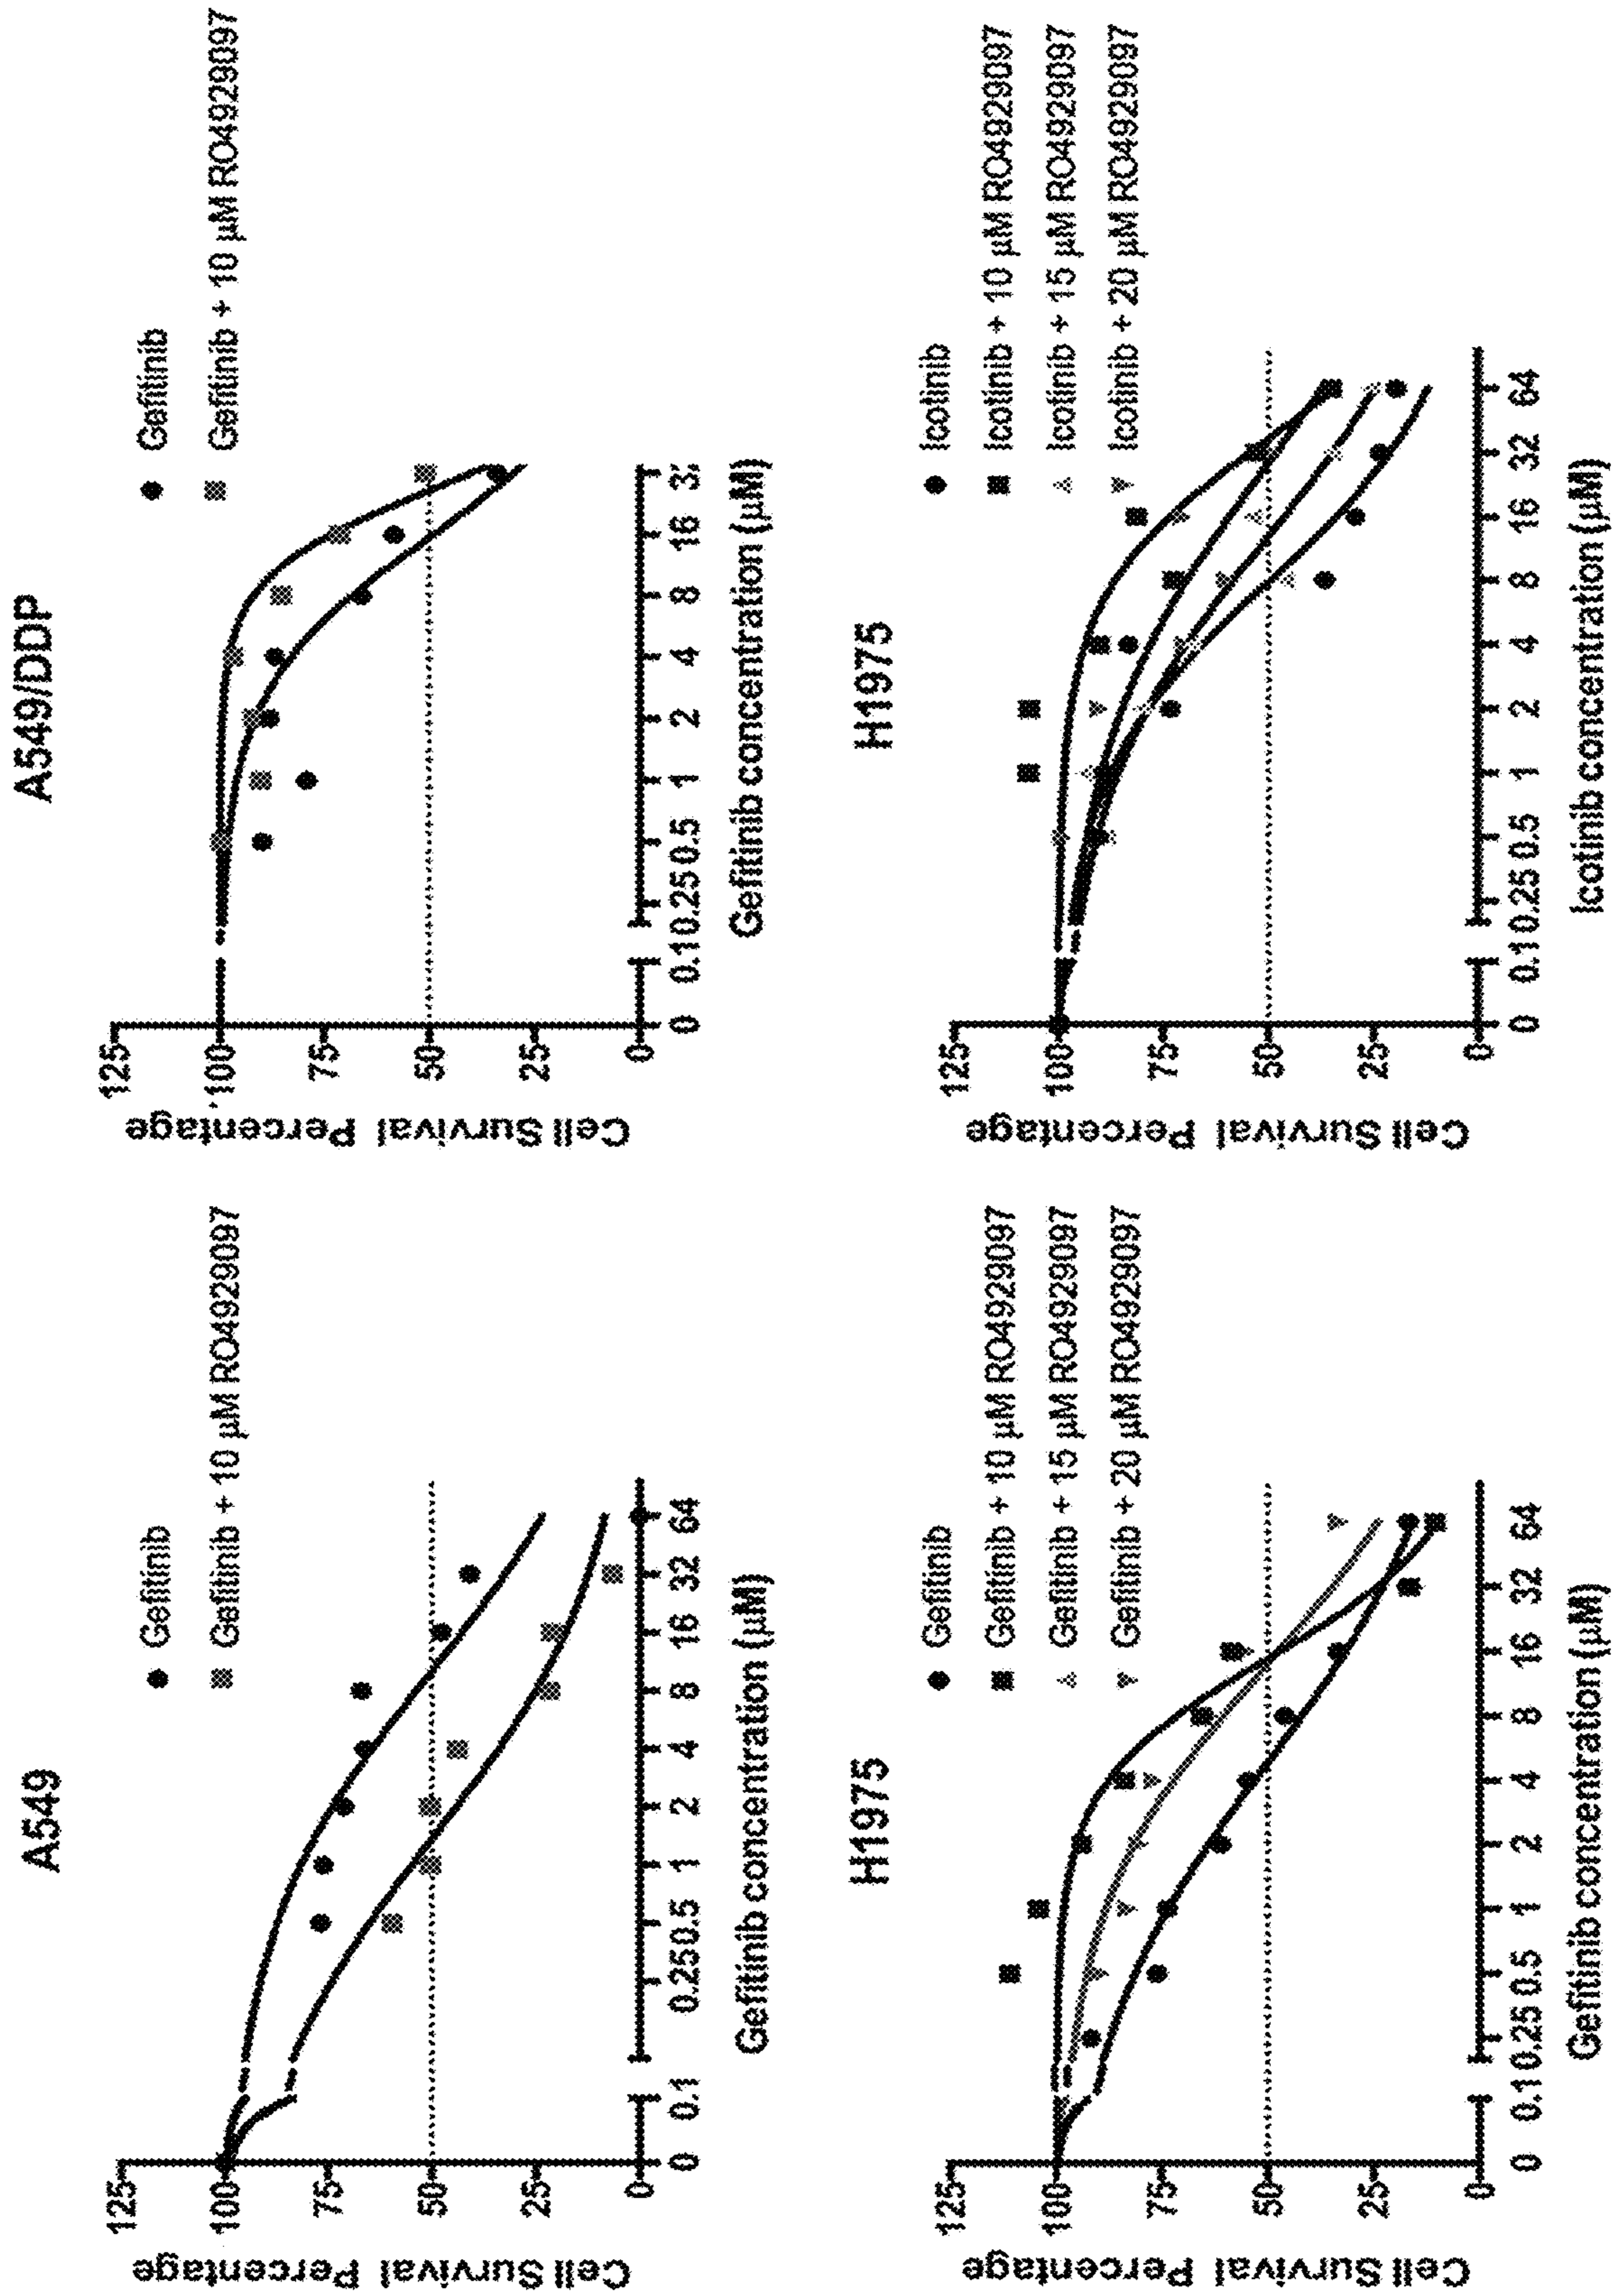 A549
Gefitinib
Gefitinib + 10 µM RO4929097
Cell Survival Percentage
125
100
75
50
25
0
0 0.1 0.25 0.5 1 2 4 8 16 32 64
Gefitinib concentration (µM)
A549/DDP
Gefitinib
Gefitinib + 10 µM RO4929097
Cell Survival Percentage
125
100
75
50
25
0
0 0.1 0.25 0.5 1 2 4 8 16
Gefitinib concentration (µM)
H1975
Gefitinib
Gefitinib + 10 µM RO4929097
Gefitinib + 15 µM RO4929097
Gefitinib + 20 µM RO4929097
Cell Survival Percentage
125
100
75
50
25
0
0 0.1 0.25 0.5 1 2 4 8 16 32 64
Gefitinib concentration (µM)
H1975
Icotinib
Icotinib + 10 µM RO4929097
Icotinib + 15 µM RO4929097
Icotinib + 20 µM RO4929097
Cell Survival Percentage
125
100
75
50
25
0
0 0.1 0.25 0.5 1 2 4 8 16 32 64
Icotinib concentration (µM)